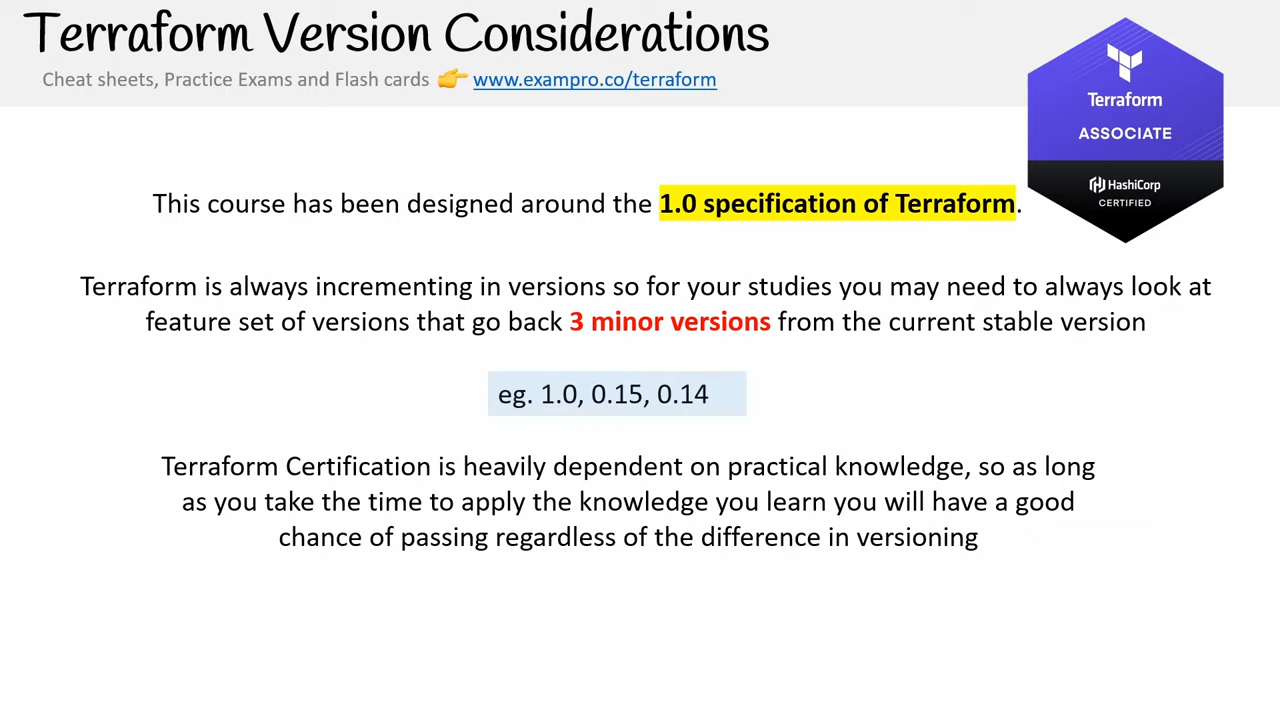 Terraform Version Considerations
Cheat sheets, Practice Exams and Flash cards 👉 www.exampro.co/terraform
Terraform
ASSOCIATE
HashiCorp
CERTIFIED
This course has been designed around the 1.0 specification of Terraform.
Terraform is always incrementing in versions so for your studies you may need to always look at
feature set of versions that go back 3 minor versions from the current stable version
eg. 1.0, 0.15, 0.14
Terraform Certification is heavily dependent on practical knowledge, so as long
as you take the time to apply the knowledge you learn you will have a good
chance of passing regardless of the difference in versioning